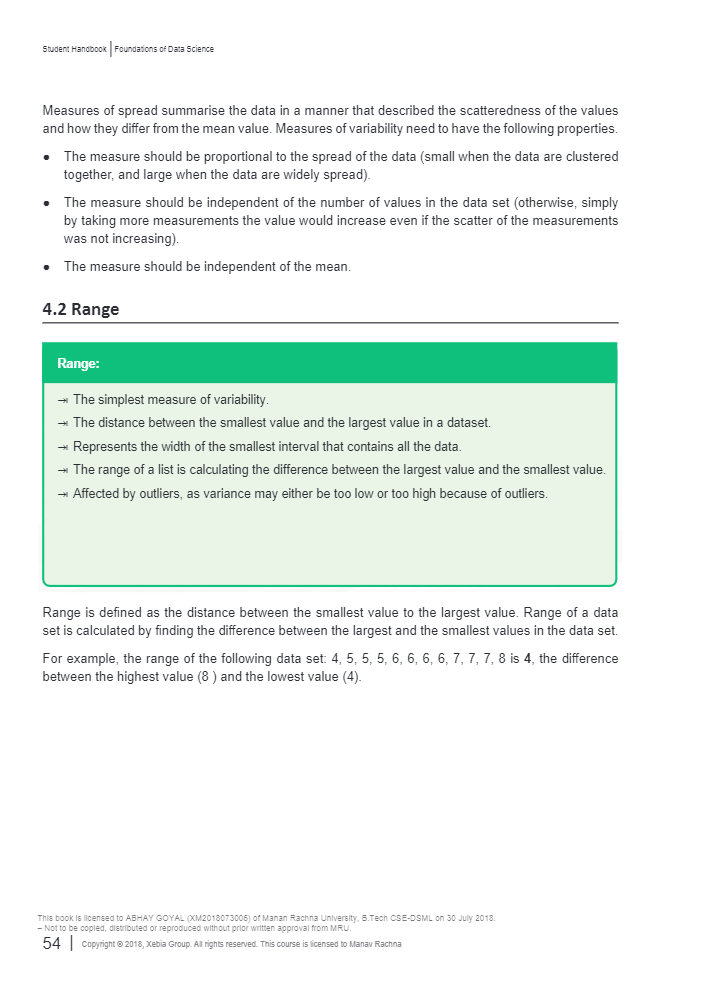 Student Handbook | Foundations of Data Science
Measures of spread summarise the data in a manner that described the scatteredness of the values
and how they differ from the mean value. Measures of variability need to have the following properties.
● The measure should be proportional to the spread of the data (small when the data are clustered
together, and large when the data are widely spread).
● The measure should be independent of the number of values in the data set (otherwise, simply
by taking more measurements the value would increase even if the scatter of the measurements
was not increasing).
● The measure should be independent of the mean.
4.2 Range
Range:
⇥ The simplest measure of variability.
⇥ The distance between the smallest value and the largest value in a dataset.
⇥ Represents the width of the smallest interval that contains all the data.
⇥ The range of a list is calculating the difference between the largest value and the smallest value.
⇥ Affected by outliers, as variance may either be too low or too high because of outliers.
Range is defined as the distance between the smallest value to the largest value. Range of a data
set is calculated by finding the difference between the largest and the smallest values in the data set.
For example, the range of the following data set: 4, 5, 5, 5, 6, 6, 6, 6, 7, 7, 7, 8 is 4, the difference
between the highest value (8 ) and the lowest value (4).
This book is licensed to ABHAY GOYAL (XM2018073006) of Manan Rachna University, B.Tech CSE-DSML on 30 July 2018.
– Not to be copied, distributed or reproduced without prior written approval from MRU.
54 | Copyright © 2018, Xebia Group. All rights reserved. This course is licensed to Manav Rachna